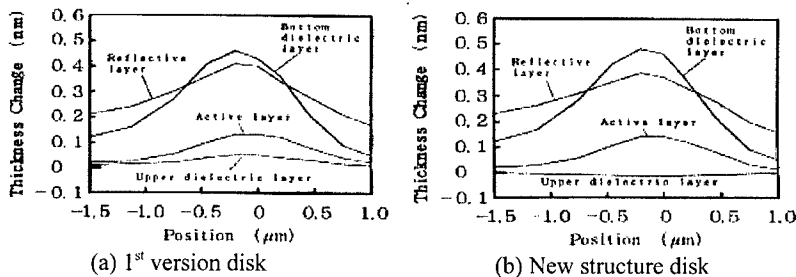 Thickness Change (nm)
0.6
0.5
0.4
0.3
0.2
0.1
0
-0.1
Reflective
layer
Bottom
dielectric
layer
Active layer
Upper dielectric layer
-1.5 -1.0 -0.5 0 0.5 1.0
Position (μm)
(a) 1st version disk
Thickness Change (nm)
0.6
0.5
0.4
0.3
0.2
0.1
0
-0.1
Reflective
layer
Bottom
dielectric
layer
Active layer
Upper dielectric layer
-1.5 -1.0 -0.5 0 0.5 1.0
Position (μm)
(b) New structure disk